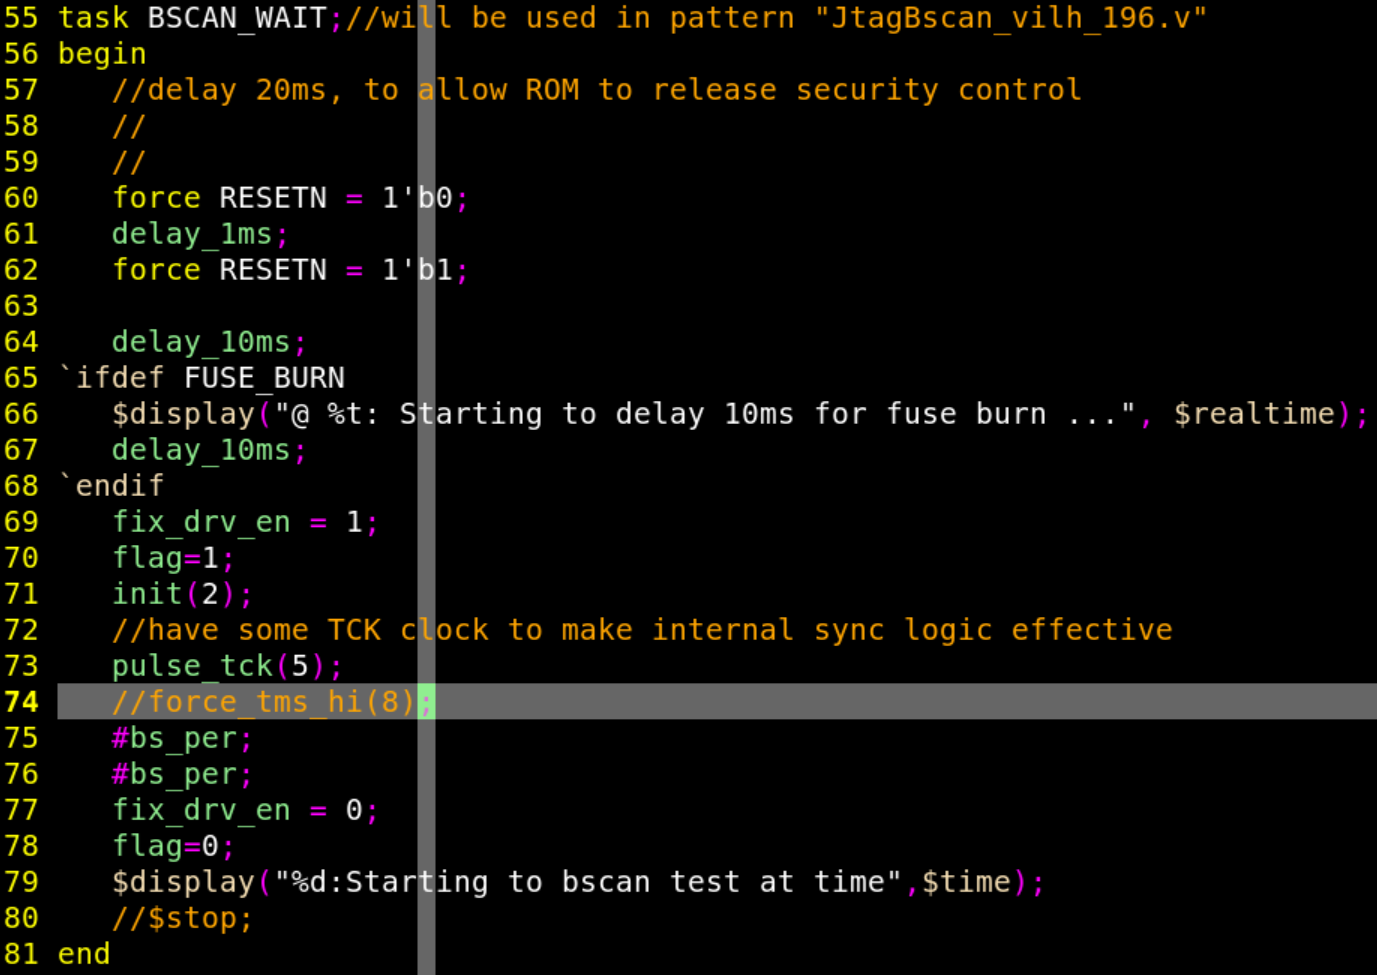 55 task BSCAN_WAIT;//will be used in pattern "JtagBscan_vilh_196.v"
56 begin
57    //delay 20ms, to allow ROM to release security control
58    //
59    //
60    force RESETN = 1'b0;
61    delay_1ms;
62    force RESETN = 1'b1;
63
64    delay_10ms;
65 `ifdef FUSE_BURN
66    $display("@ %t: Starting to delay 10ms for fuse burn ...", $realtime);
67    delay_10ms;
68 `endif
69    fix_drv_en = 1;
70    flag=1;
71    init(2);
72    //have some TCK clock to make internal sync logic effective
73    pulse_tck(5);
74    //force_tms_hi(8);
75    #bs_per;
76    #bs_per;
77    fix_drv_en = 0;
78    flag=0;
79    $display("%d:Starting to bscan test at time",$time);
80    //$stop;
81 end